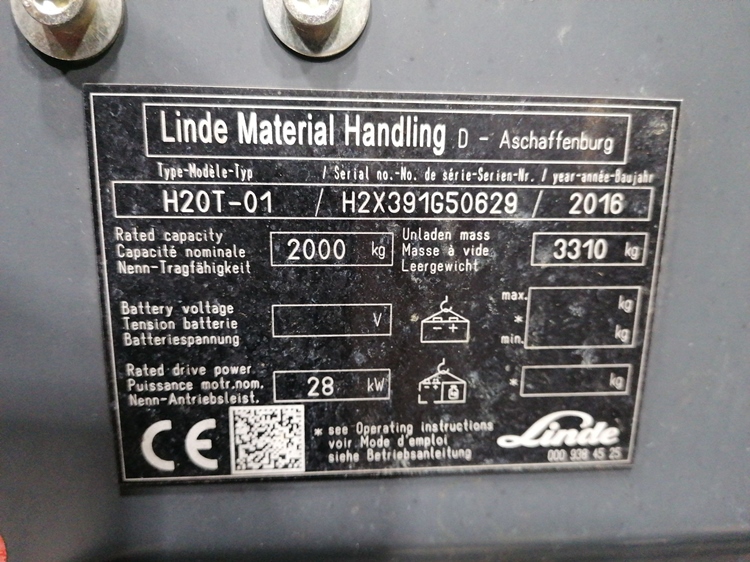 Linde Material Handling D - Aschaffenburg
Type-Modèle-Typ / Serial no.-No. de série-Serien-Nr. / year-année-Baujahr
H20T-01 / H2X391G50629 / 2016
Rated capacity
Capacité nominale
Nenn-Tragfähigkeit
2000 kg
Unladen mass
Masse à vide
Leergewicht
3310 kg
Battery voltage
Tension batterie
Batteriespannung
V
- +
max.
*
min.
kg
kg
Rated drive power
Puissance motr.nom.
Nenn-Antriebsleist.
28 kW
- +
* kg
CE
* see Operating instructions
voir Mode d'emploi
siehe Betriebsanleitung
Linde
000 938 45 25